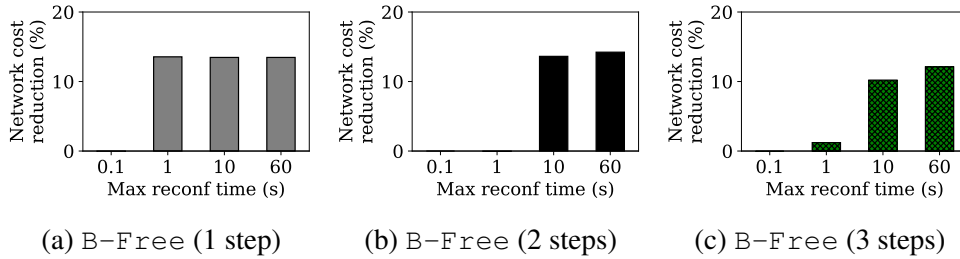 Network cost
reduction (%)
20
10
0
0.1 1 10 60
Max reconf time (s)
(a) B-Free (1 step)
Network cost
reduction (%)
20
10
0
0.1 1 10 60
Max reconf time (s)
(b) B-Free (2 steps)
Network cost
reduction (%)
20
10
0
0.1 1 10 60
Max reconf time (s)
(c) B-Free (3 steps)